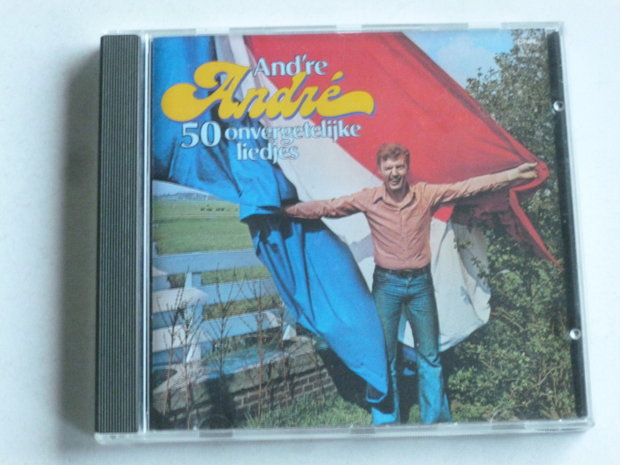 And're
André
50 onvergetelijke
liedjes